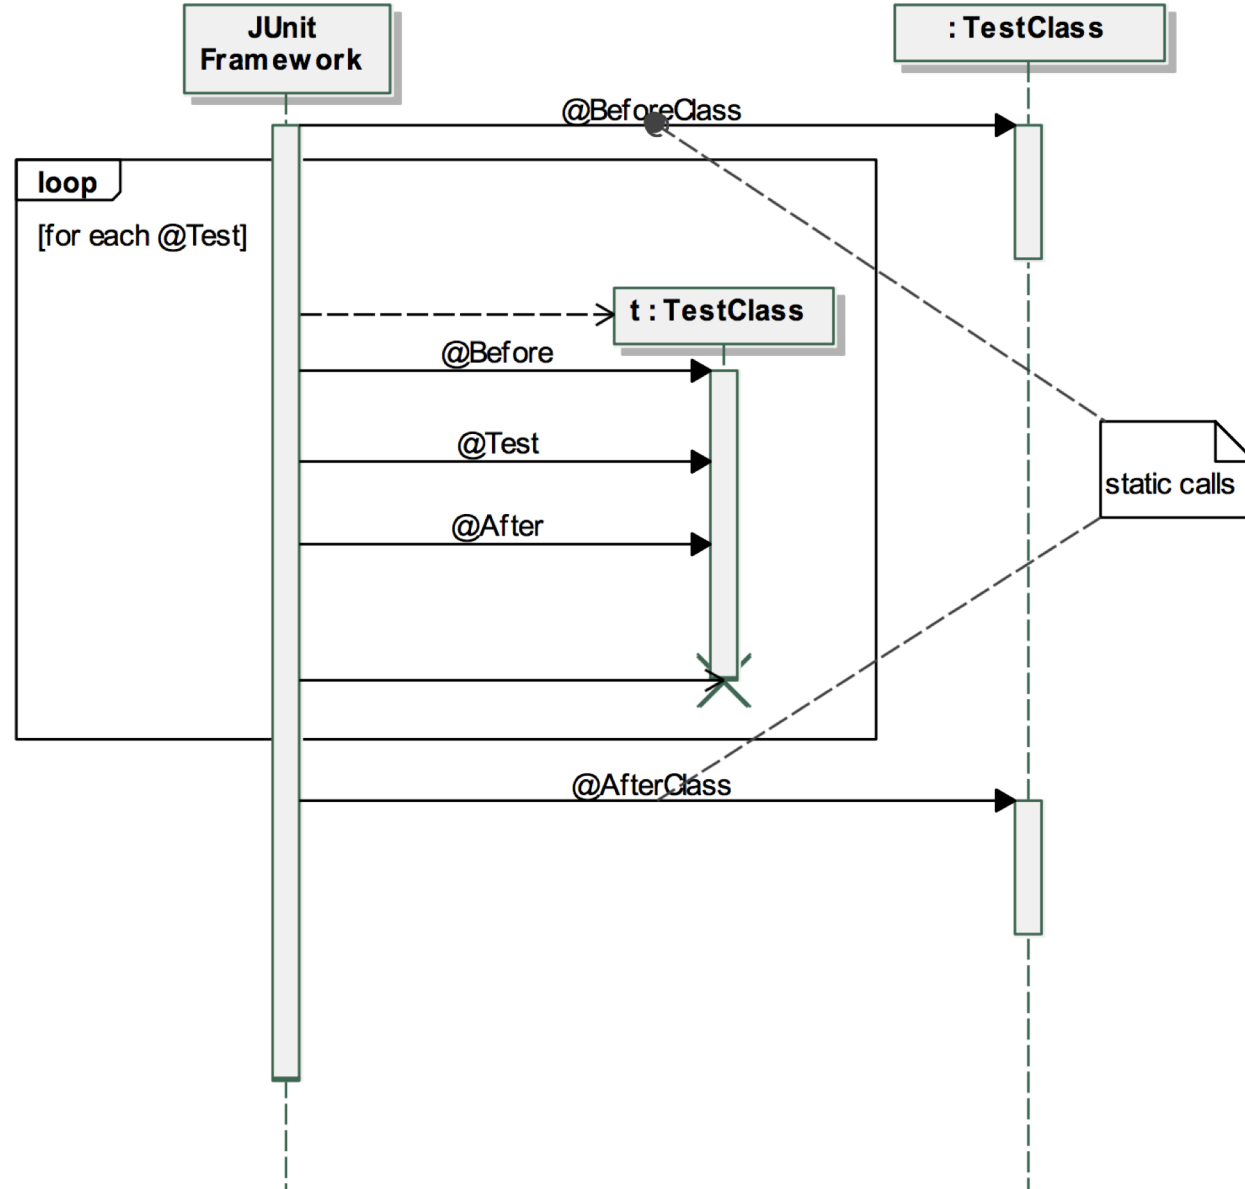 JUnit
Framework
: TestClass
@BeforeClass
loop
[for each @Test]
t : TestClass
@Before
@Test
static calls
@After
@AfterClass